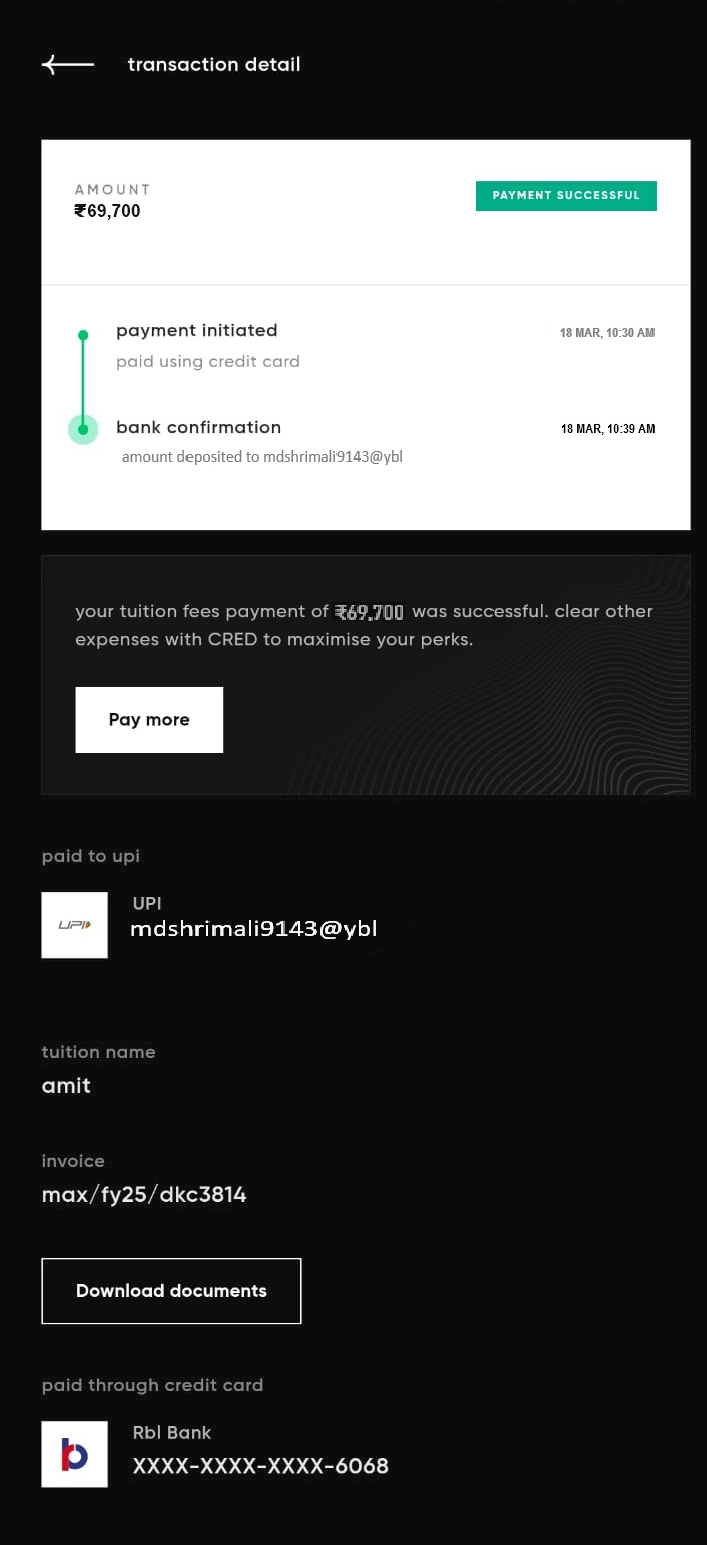 transaction detail
AMOUNT
₹69,700
PAYMENT SUCCESSFUL
payment initiated
18 MAR, 10:30 AM
paid using credit card
bank confirmation
18 MAR, 10:39 AM
amount deposited to mdshrimali9143@ybl
your tuition fees payment of ₹69,700 was successful. clear other
expenses with CRED to maximise your perks.
Pay more
paid to upi
UPI
UPI
mdshrimali9143@ybl
tuition name
amit
invoice
max/fy25/dkc3814
Download documents
paid through credit card
Rbl Bank
XXXX-XXXX-XXXX-6068